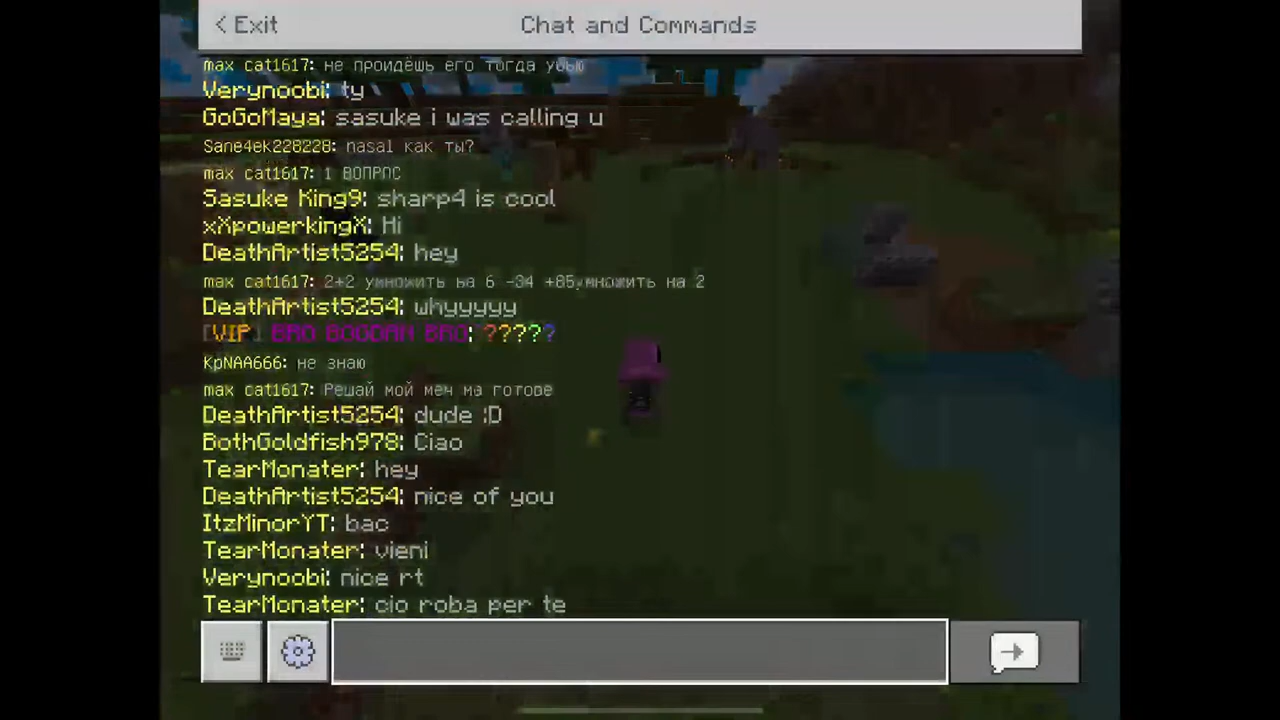 Exit
Chat and Commands
max cat1617: не пройдёшь его тогда убью
Verynoobi: ty
GoGoMaya: sasuke i was calling u
Sane4ek228228: nasal как ты?
max cat1617: 1 ВОПРОС
Sasuke King9: sharp4 is cool
xXpowerkingX: Hi
DeathArtist5254: hey
max cat1617: 2+2 умножить на 6 -34 +85умножить на 2
DeathArtist5254: whyyyyy
[VIP] BRO BOGDAN BRO: ?????
KpNAA666: не знаю
max cat1617: Решай мой меч на готове
DeathArtist5254: dude :D
BothGoldfish978: Ciao
TearMonater: hey
DeathArtist5254: nice of you
ItzMinorYT: bac
TearMonater: vieni
Verynoobi: nice rt
TearMonater: cio roba per te